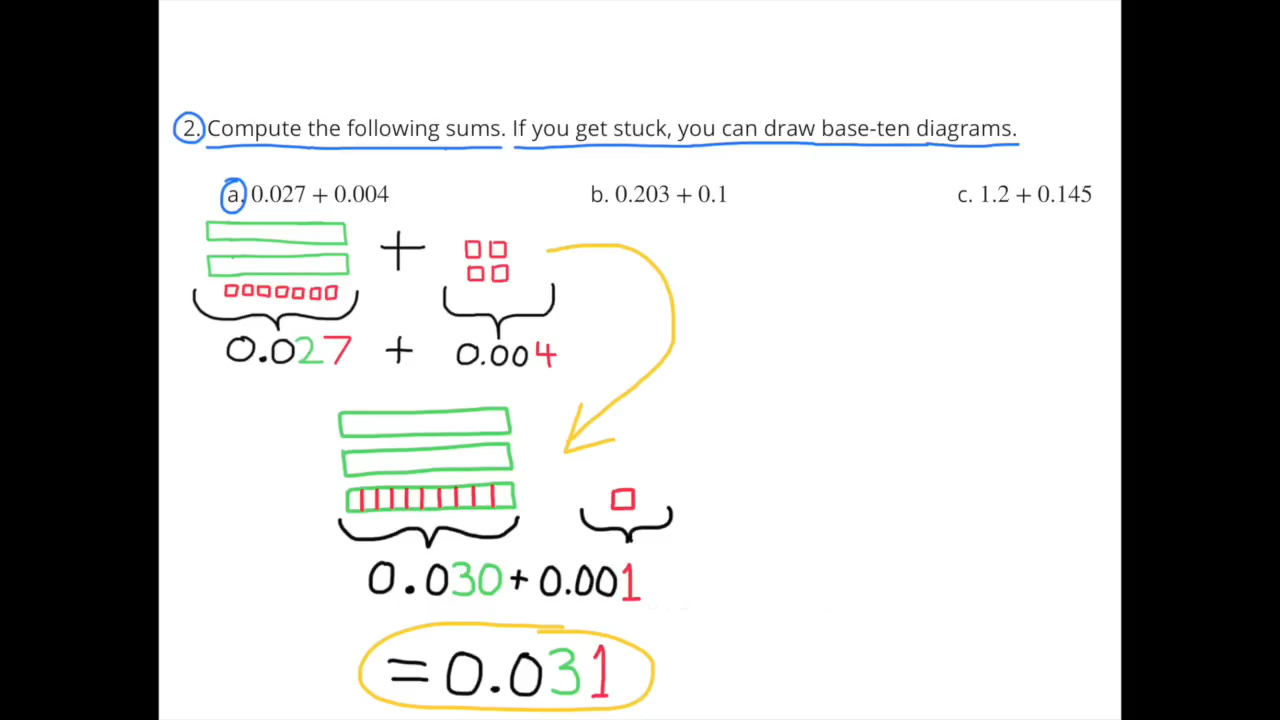 2. Compute the following sums. If you get stuck, you can draw base-ten diagrams.
a. 0.027 + 0.004 b. 0.203 + 0.1 c. 1.2 + 0.145
+
0.027 + 0.004
0.030 + 0.001
= 0.031